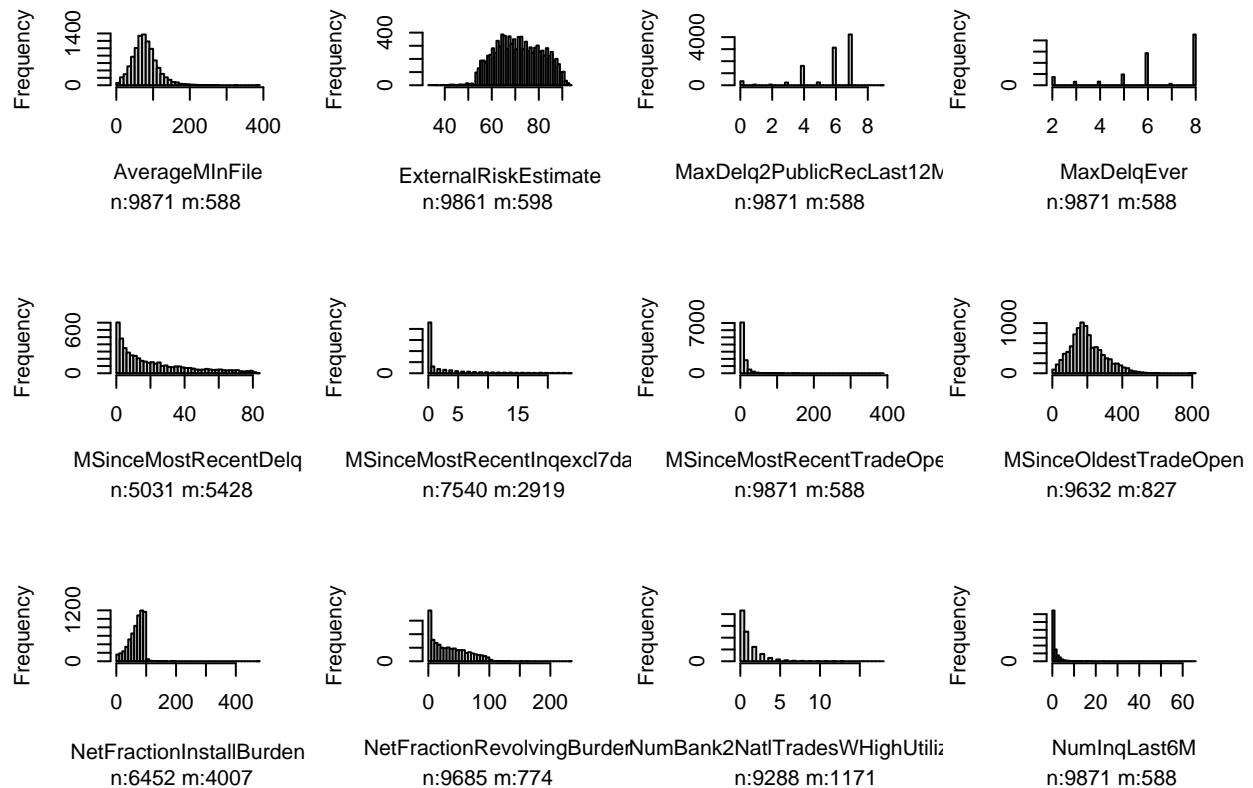 Frequency
0 1400
0 200 400
AverageMInFile
n:9871 m:588
Frequency
0 400
40 60 80
ExternalRiskEstimate
n:9861 m:598
Frequency
0 4000
0 2 4 6 8
MaxDelq2PublicRecLast12M
n:9871 m:588
Frequency
0
2 4 6 8
MaxDelqEver
n:9871 m:588
Frequency
0 600
0 40 80
MSinceMostRecentDelq
n:5031 m:5428
Frequency
0
0 5 15
MSinceMostRecentInqexcl7da
n:7540 m:2919
Frequency
0 7000
0 200 400
MSinceMostRecentTradeOpe
n:9871 m:588
Frequency
0 1000
0 400 800
MSinceOldestTradeOpen
n:9632 m:827
Frequency
0 1200
0 200 400
NetFractionInstallBurden
n:6452 m:4007
Frequency
0
0 100 200
NetFractionRevolvingBurden
n:9685 m:774
Frequency
0
0 5 10
NumBank2NatlTradesWHighUtiliz
n:9288 m:1171
Frequency
0
0 20 40 60
NumInqLast6M
n:9871 m:588